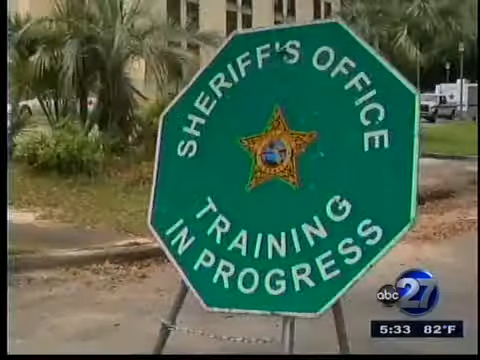 SHERIFF'S OFFICE
TRAINING
IN PROGRESS
abc 27
5:33 82°F